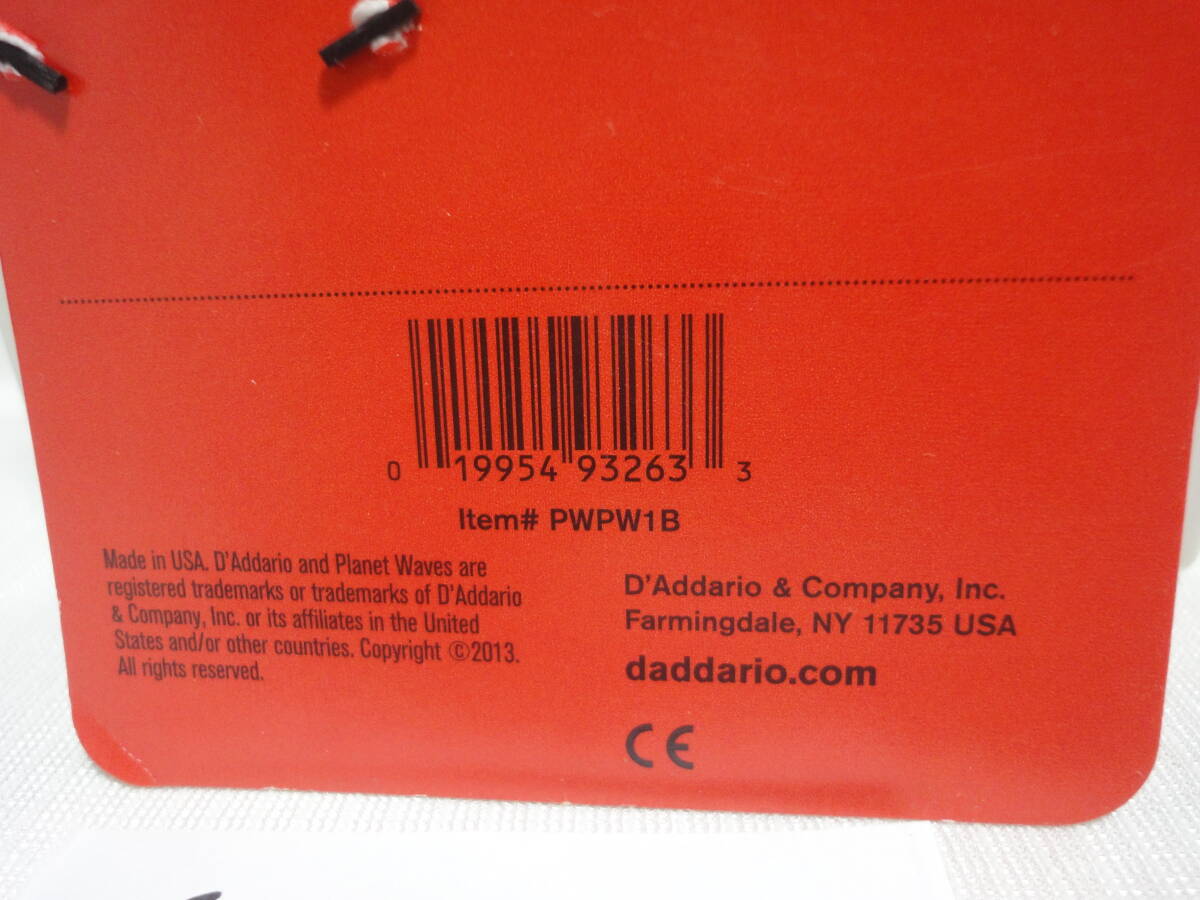 0 19954 93263 3
Item# PWPW1B
Made in USA. D'Addario and Planet Waves are
registered trademarks or trademarks of D'Addario
& Company, Inc. or its affiliates in the United
States and/or other countries. Copyright ©2013.
All rights reserved.
D'Addario & Company, Inc.
Farmingdale, NY 11735 USA
daddario.com
CE